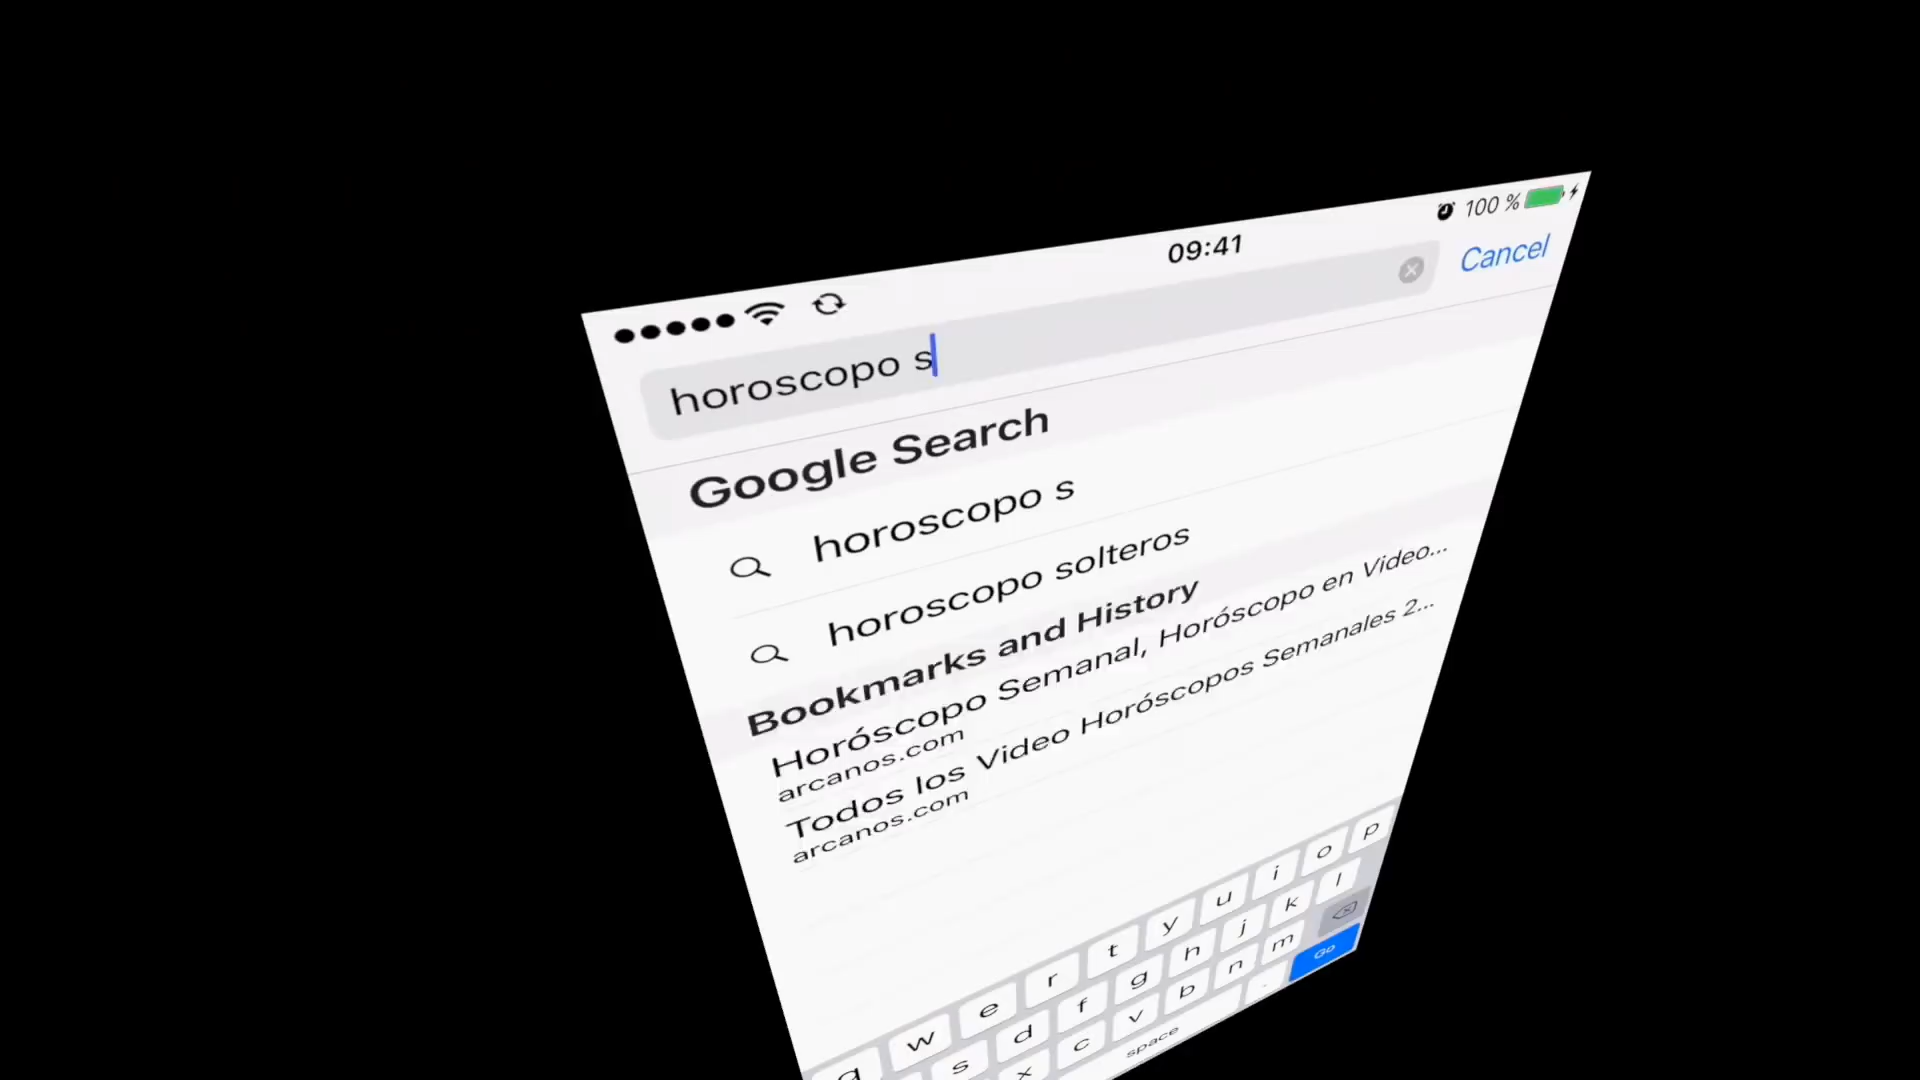 09:41
100 %
horoscopo s
Cancel
Google Search
horoscopo s
horoscopo solteros
Bookmarks and History
Horóscopo Semanal, Horóscopo en Video...
arcanos.com
Todos los Video Horóscopos Semanales 2...
arcanos.com
q w e r t y u i o p
s d f g h j k l
x c v b n m
space . Go